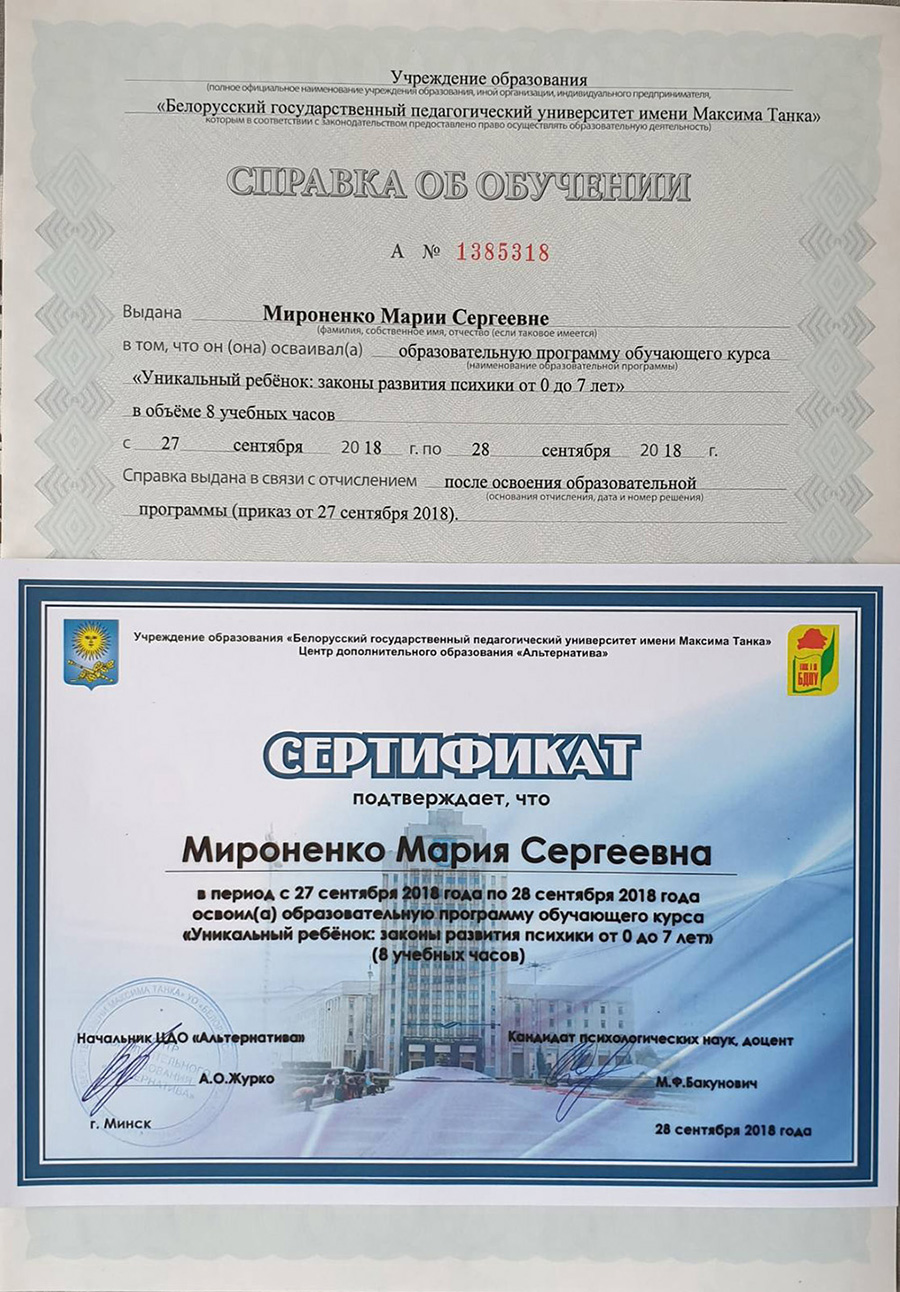 Учреждение образования
(полное официальное наименование учреждения образования, иной организации, индивидуального предпринимателя,
«Белорусский государственный педагогический университет имени Максима Танка»
которым в соответствии с законодательством предоставлено право осуществлять образовательную деятельность)
СПРАВКА ОБ ОБУЧЕНИИ
А № 1385318
Выдана Мироненко Марии Сергеевне
(фамилия, собственное имя, отчество (если таковое имеется)
в том, что он (она) осваивал(а) образовательную программу обучающего курса
(наименование образовательной программы)
«Уникальный ребёнок: законы развития психики от 0 до 7 лет»
в объёме 8 учебных часов
с 27 сентября 2018 г. по 28 сентября 2018 г.
Справка выдана в связи с отчислением после освоения образовательной
(основания отчисления, дата и номер решения)
программы (приказ от 27 сентября 2018).
Учреждение образования «Белорусский государственный педагогический университет имени Максима Танка»
Центр дополнительного образования «Альтернатива»
БДПУ
СЕРТИФИКАТ
подтверждает, что
Мироненко Мария Сергеевна
в период с 27 сентября 2018 года по 28 сентября 2018 года
освоил(а) образовательную программу обучающего курса
«Уникальный ребёнок: законы развития психики от 0 до 7 лет»
(8 учебных часов)
Начальник ЦДО «Альтернатива»
Кандидат психологических наук, доцент
А.О.Журко
М.Ф.Бакунович
г. Минск
28 сентября 2018 года